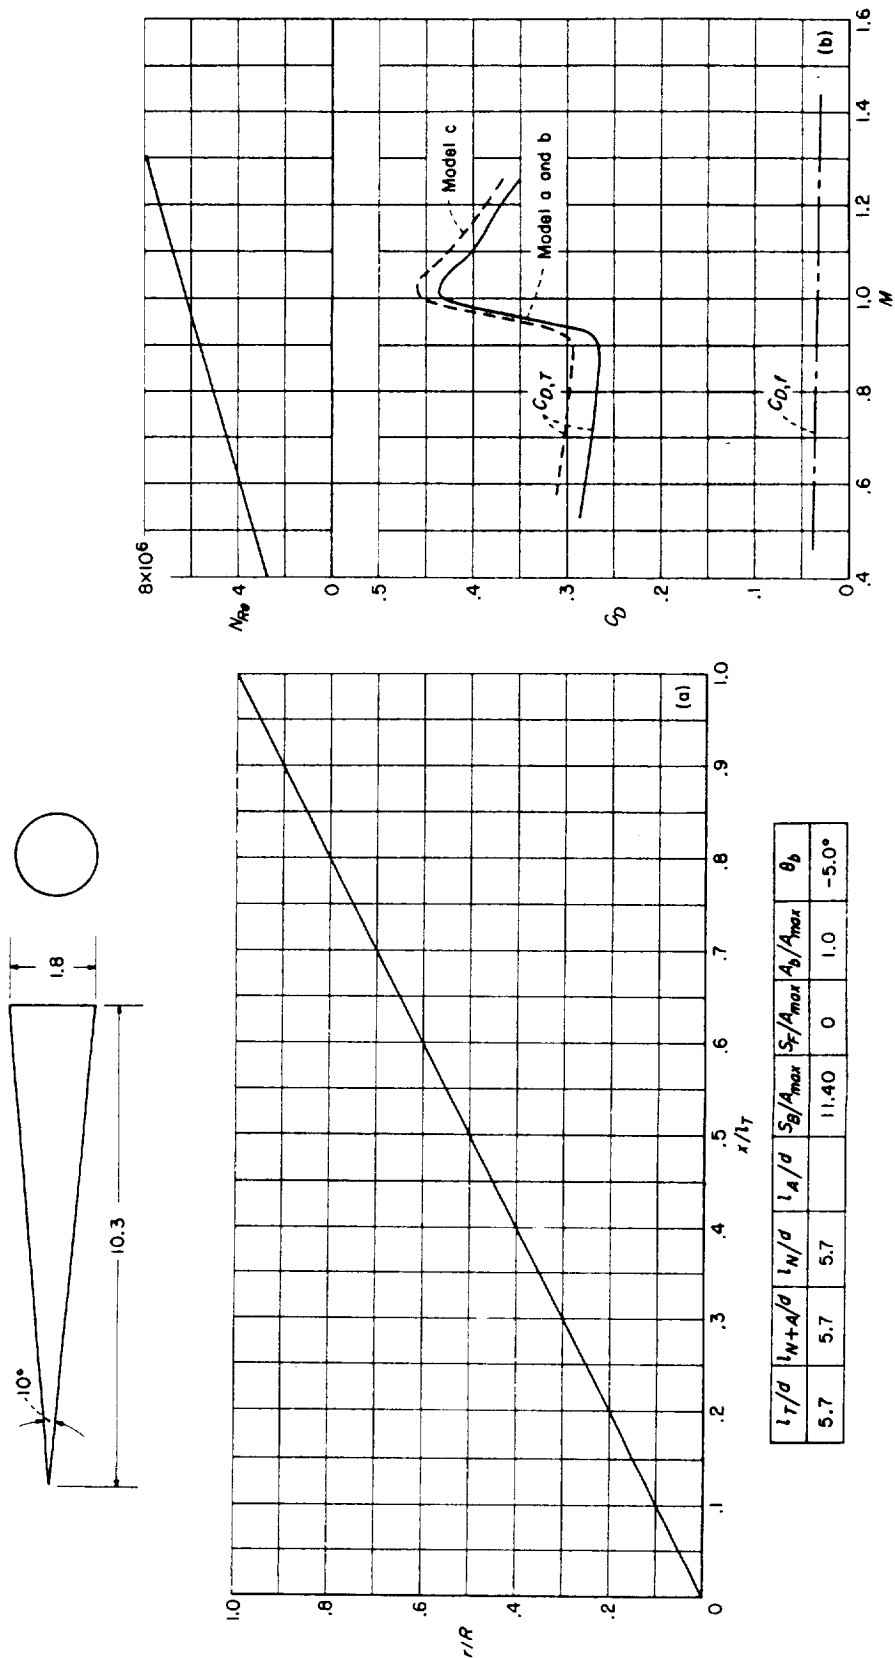 10°
10.3
1.8
1.0
.8
.6
.4
.2
0
r/R
.1
.2
.3
.4
.5
.6
.7
.8
.9
1.0
x/l_T
(a)
l_T/d l_N+A/d l_N/d l_A/d S_B/A_max S_F/A_max A_b/A_max θ_b
5.7 5.7 5.7 11.40 0 1.0 -5.0°
8×10⁶
N_Re 4
0
.5
.4
.3
C_D
.2
.1
0
Model c
Model a and b
C_D,T
C_D,f
(b)
.4
.6
.8
1.0
1.2
1.4
1.6
M